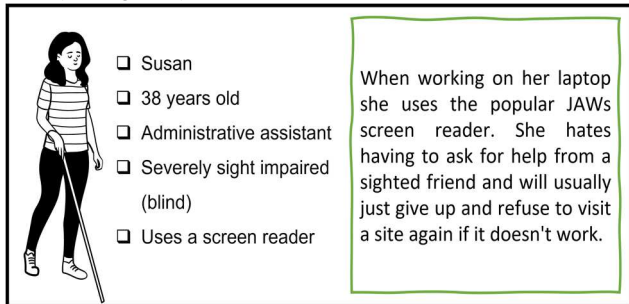 Susan
38 years old
Administrative assistant
Severely sight impaired
(blind)
Uses a screen reader
When working on her laptop
she uses the popular JAWs
screen reader. She hates
having to ask for help from a
sighted friend and will usually
just give up and refuse to visit
a site again if it doesn't work.